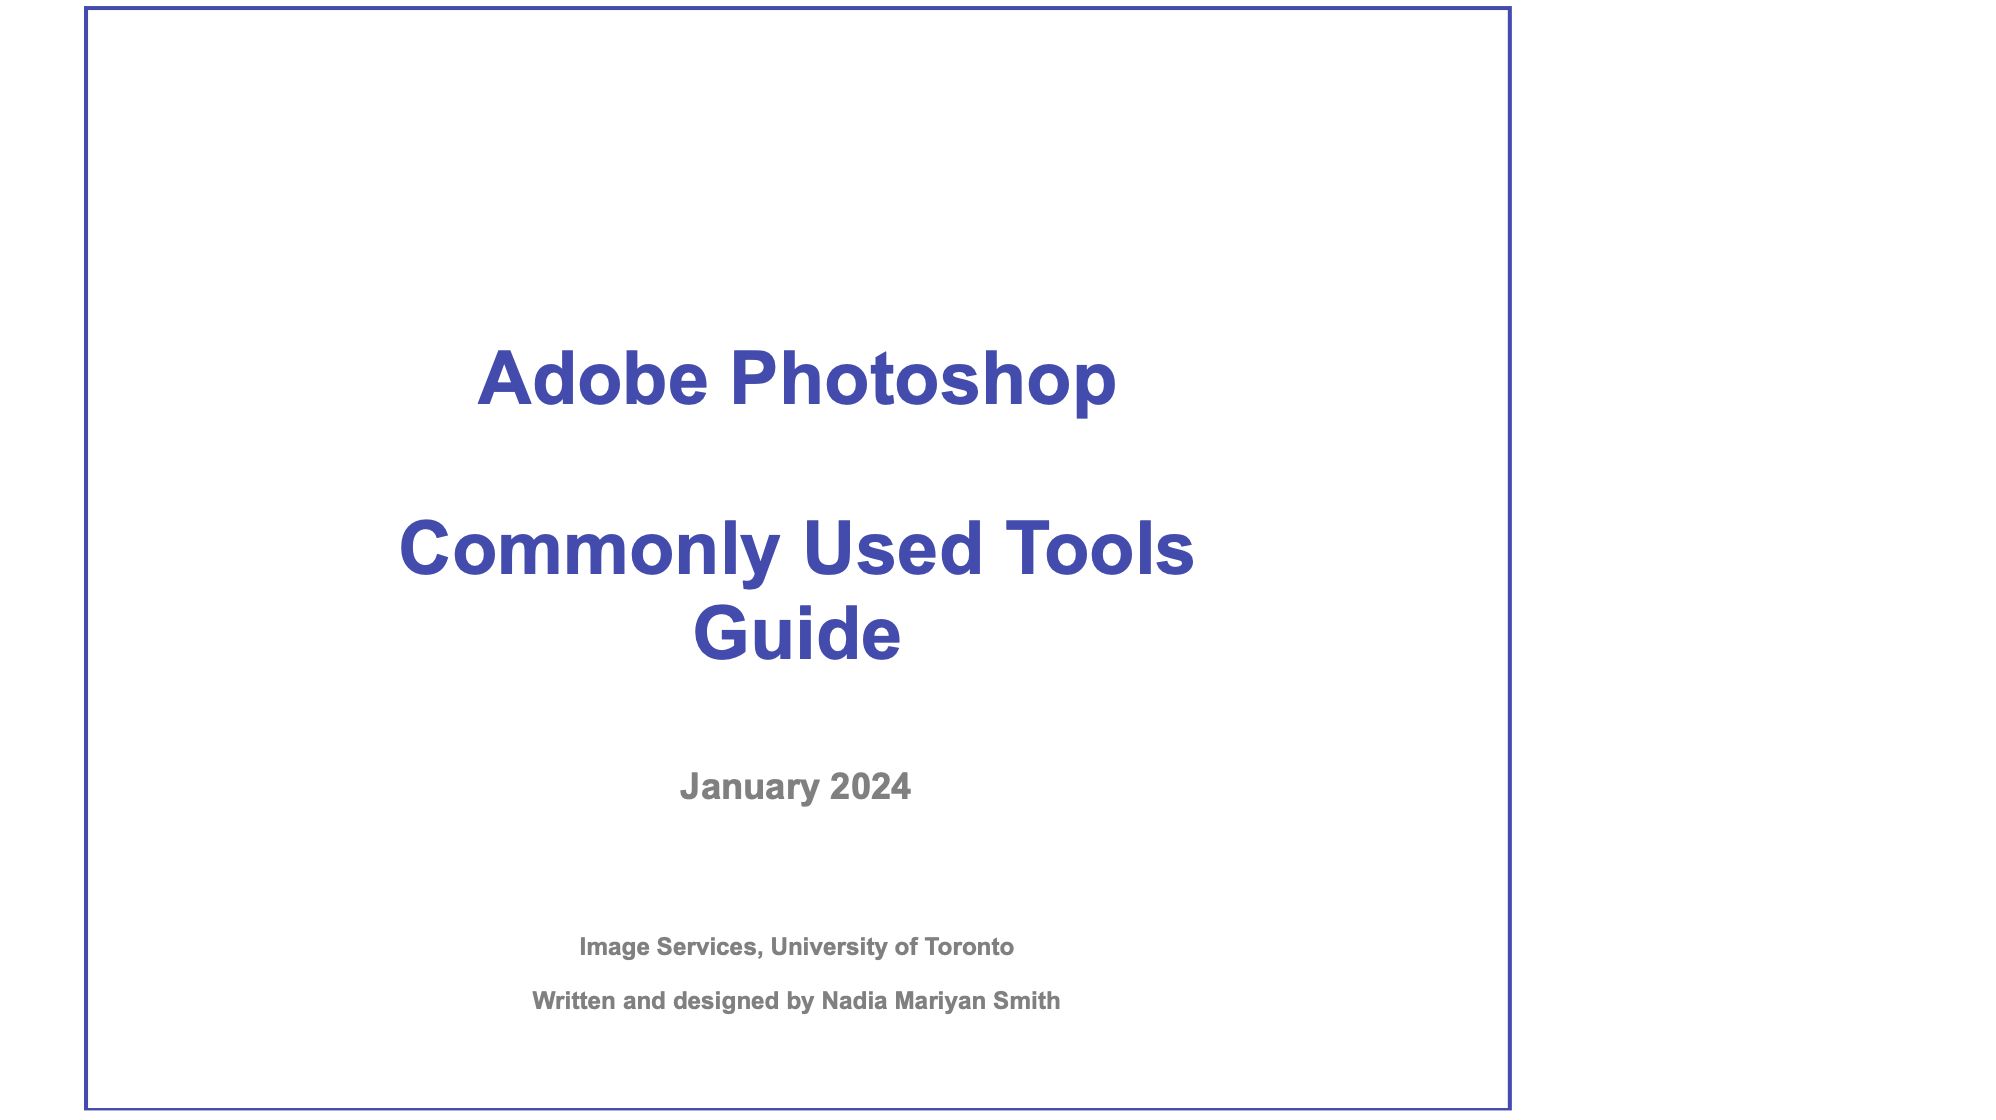 Adobe Photoshop
Commonly Used Tools
Guide
January 2024
Image Services, University of Toronto
Written and designed by Nadia Mariyan Smith